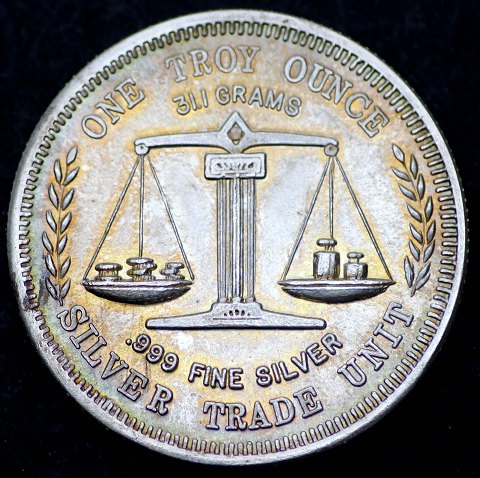 ONE TROY OUNCE
31.1 GRAMS
.999 FINE SILVER
SILVER TRADE UNIT